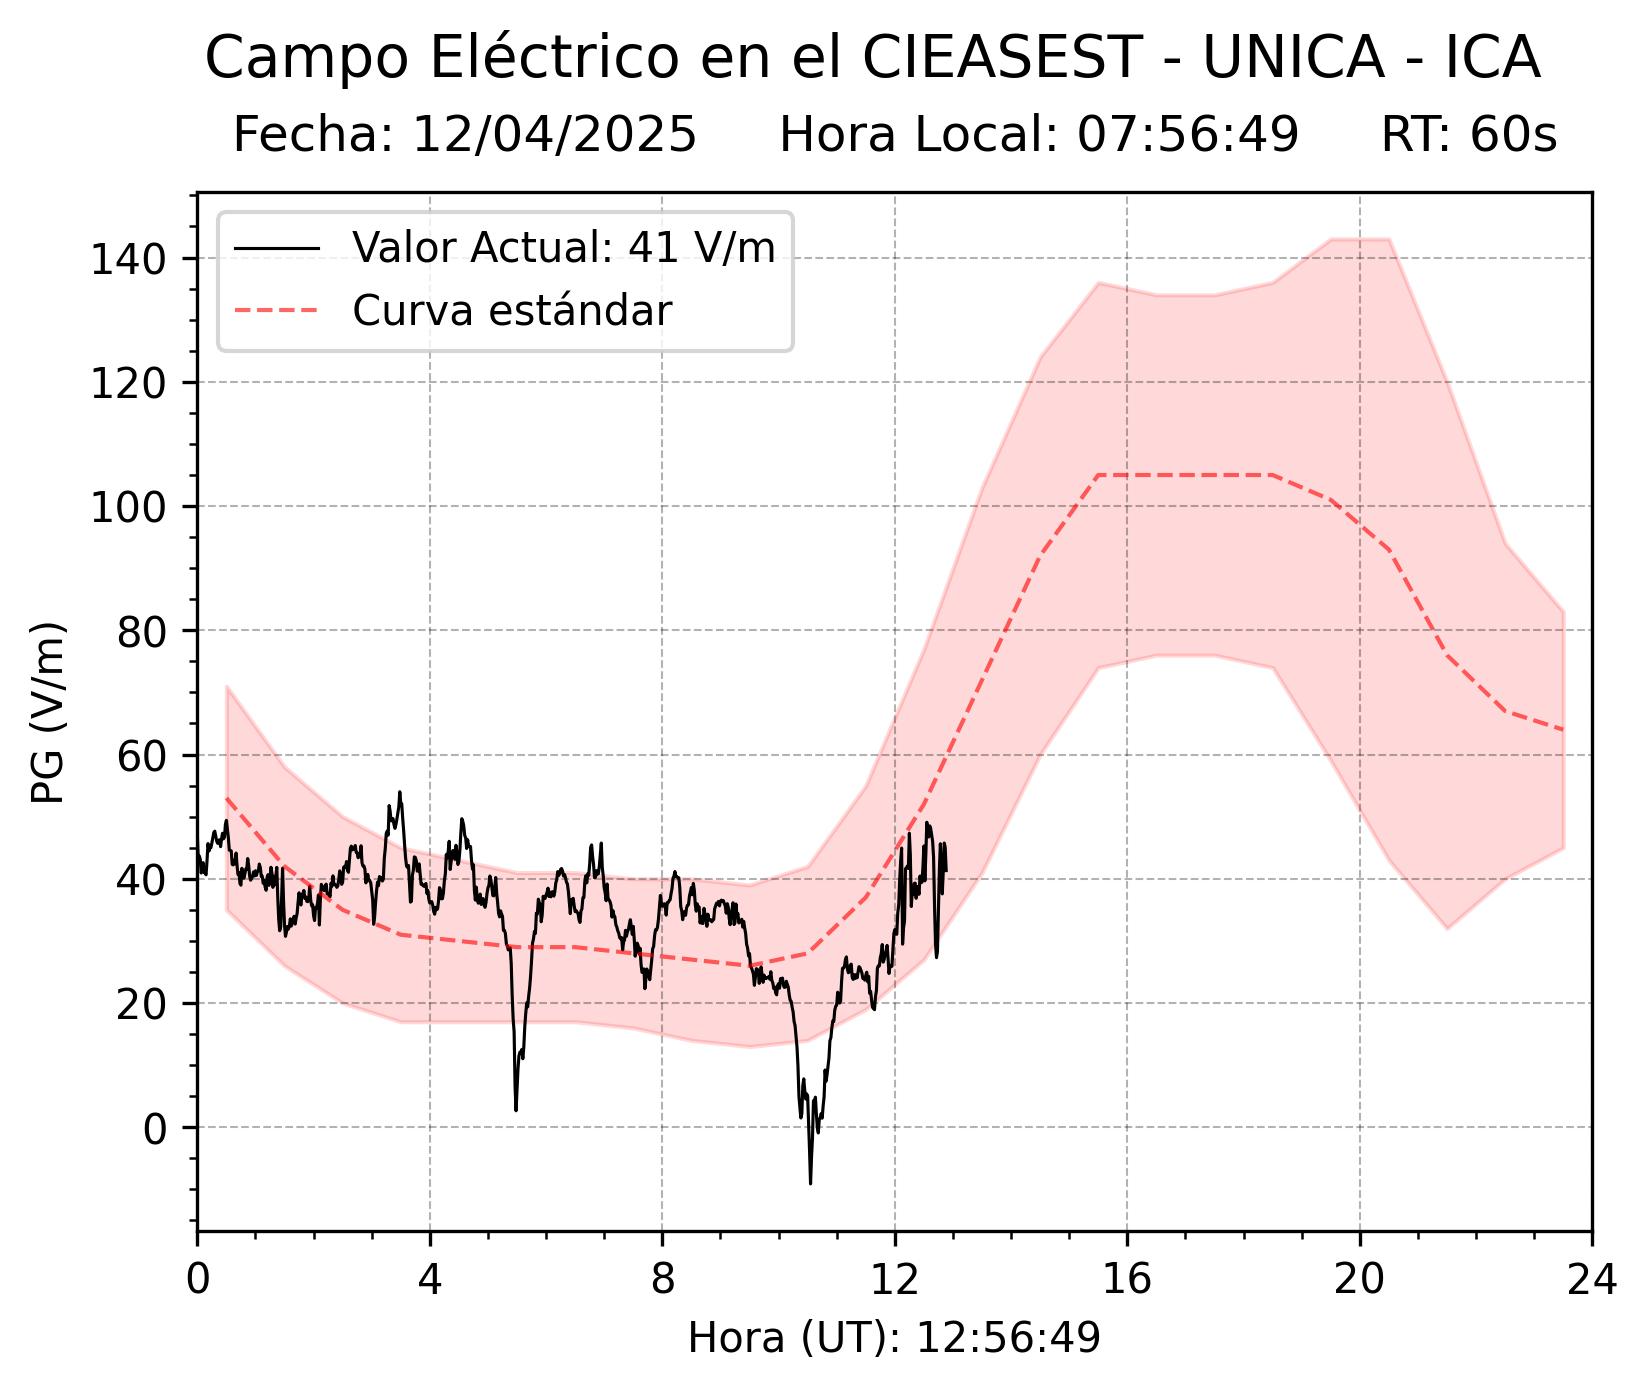 Campo Eléctrico en el CIEASEST - UNICA - ICA
Fecha: 12/04/2025 Hora Local: 07:56:49 RT: 60s
Valor Actual: 41 V/m
Curva estándar
PG (V/m)
140
120
100
80
60
40
20
0
0 4 8 12 16 20 24
Hora (UT): 12:56:49